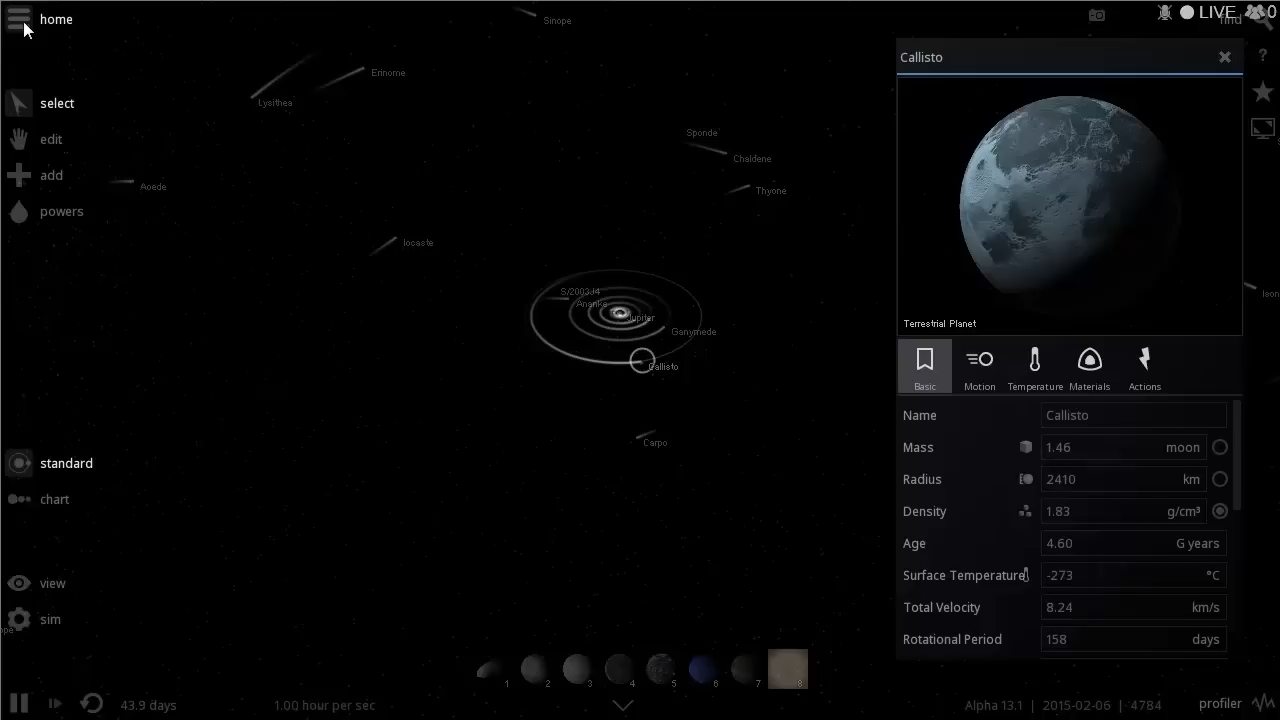 home
Sinope
LIVE 0
find
Erinome
Lysithea
Callisto
select
edit
Sponde
Chaldene
add
Aoede
Thyone
powers
Iocaste
S/2003J4
Ananke
Jupiter
Ganymede
Callisto
Terrestrial Planet
Basic Motion Temperature Materials Actions
Name Callisto
Mass 1.46 moon
Carpo
standard
Radius 2410 km
chart
Density 1.83 g/cm³
Age 4.60 G years
view
Surface Temperature -273 °C
sim
Total Velocity 8.24 km/s
Rotational Period 158 days
1 2 3 4 5 6 7 8
43.9 days
1.00 hour per sec
Alpha 13.1 | 2015-02-06 | 4784
profiler